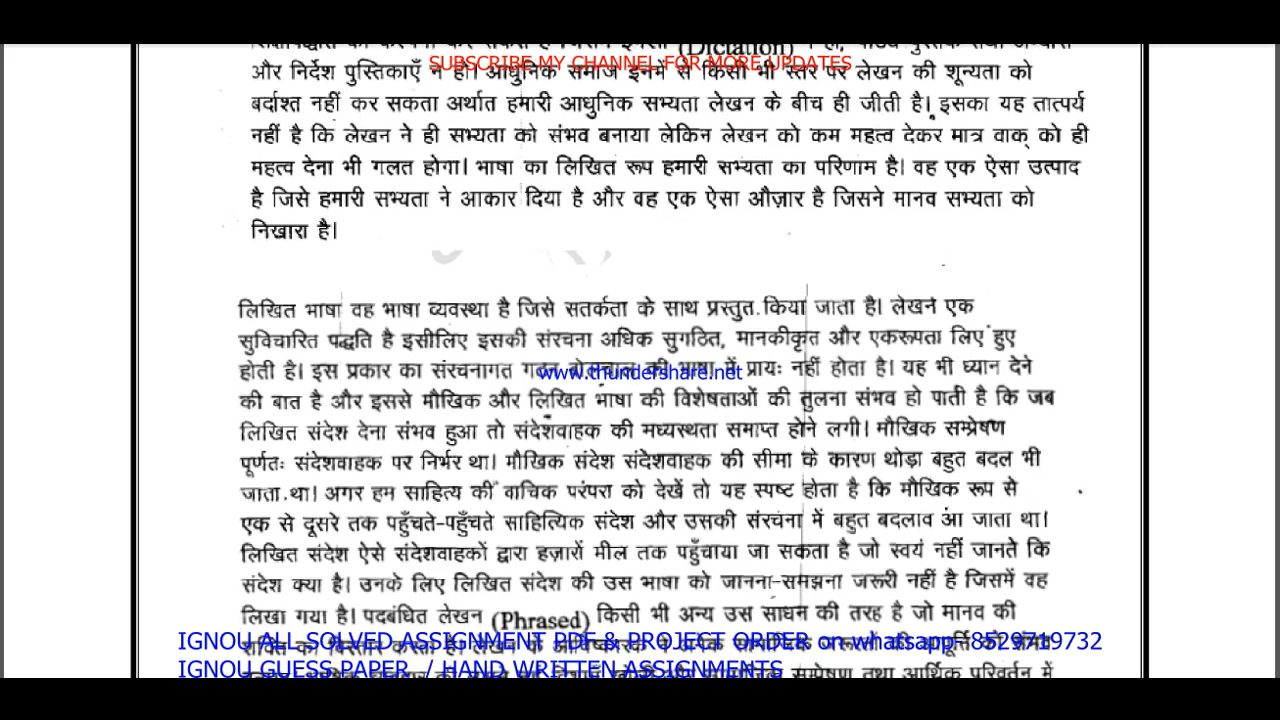 (Dictation)
SUBSCRIBE MY CHANNEL FOR MORE UPDATES
और निर्देश पुस्तिकाएँ न हो। आधुनिक समाज इनमें से किसी भी स्तर पर लेखन की शून्यता को
बर्दाश्त नहीं कर सकता अर्थात हमारी आधुनिक सभ्यता लेखन के बीच ही जीती है। इसका यह तात्पर्य
नहीं है कि लेखन ने ही सभ्यता को संभव बनाया लेकिन लेखन को कम महत्व देकर मात्र वाक् को ही
महत्व देना भी गलत होगा। भाषा का लिखित रूप हमारी सभ्यता का परिणाम है। वह एक ऐसा उत्पाद
है जिसे हमारी सभ्यता ने आकार दिया है और वह एक ऐसा औज़ार है जिसने मानव सभ्यता को
निखारा है।
लिखित भाषा वह भाषा व्यवस्था है जिसे सतर्कता के साथ प्रस्तुत किया जाता है। लेखन एक
सुविचारित पद्धति है इसीलिए इसकी संरचना अधिक सुगठित, मानकीकृत और एकरूपता लिए हुए
होती है। इस प्रकार का संरचनागत की भाषा में प्रायः नहीं होता है। यह भी ध्यान देने
www.thundershare.net
की बात है और इससे मौखिक और लिखित भाषा की विशेषताओं की तुलना संभव हो पाती है कि जब
लिखित संदेश देना संभव हुआ तो संदेशवाहक की मध्यस्थता समाप्त होने लगी। मौखिक सम्प्रेषण
पूर्णतः संदेशवाहक पर निर्भर था। मौखिक संदेश संदेशवाहक की सीमा के कारण थोड़ा बहुत बदल भी
जाता था। अगर हम साहित्य की वाचिक परंपरा को देखें तो यह स्पष्ट होता है कि मौखिक रूप से
एक से दूसरे तक पहुँचते-पहुँचते साहित्यिक संदेश और उसकी संरचना में बहुत बदलाव आ जाता था।
लिखित संदेश ऐसे संदेशवाहकों द्वारा हज़ारों मील तक पहुँचाया जा सकता है जो स्वयं नहीं जानते कि
संदेश क्या है। उनके लिए लिखित संदेश की उस भाषा को जानना-समझना जरूरी नहीं है जिसमें वह
लिखा गया है। पदबंधित लेखन (Phrased) किसी भी अन्य उस साधन की तरह है जो मानव की
IGNOU ALL SOLVED ASSIGNMENT PDF & PROJECT ORDER on whatsapp- 8529719732
IGNOU GUESS PAPER / HAND WRITTEN ASSIGNMENTS
सम्प्रेषण तथा आर्थिक परिवर्तन में